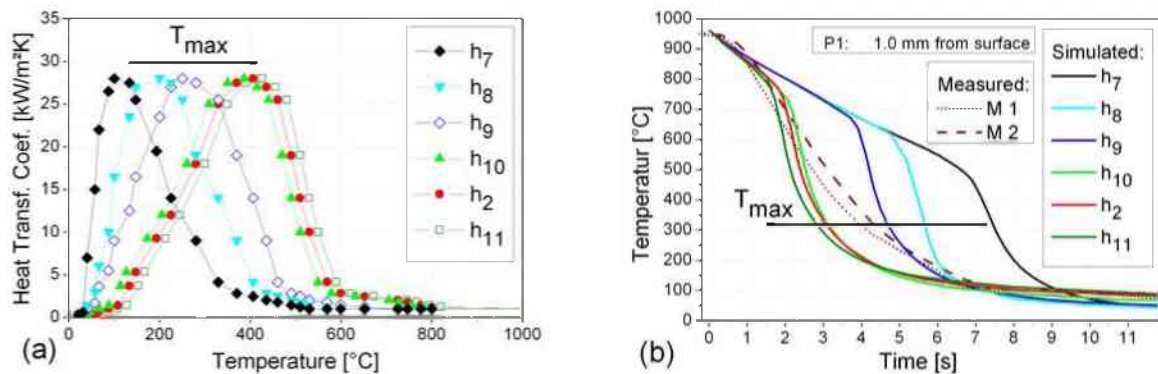 Heat Transf. Coef. [kW/m²K]
35
30
25
20
15
10
5
0
T_max
h_7
h_8
h_9
h_10
h_2
h_11
0 200 400 600 800 1000
Temperature [°C]
(a)
Temperatur [°C]
1000
900
800
700
600
500
400
300
200
100
0
P1: 1.0 mm from surface
Measured:
M 1
M 2
T_max
Simulated:
h_7
h_8
h_9
h_10
h_2
h_11
0 1 2 3 4 5 6 7 8 9 10 11
Time [s]
(b)